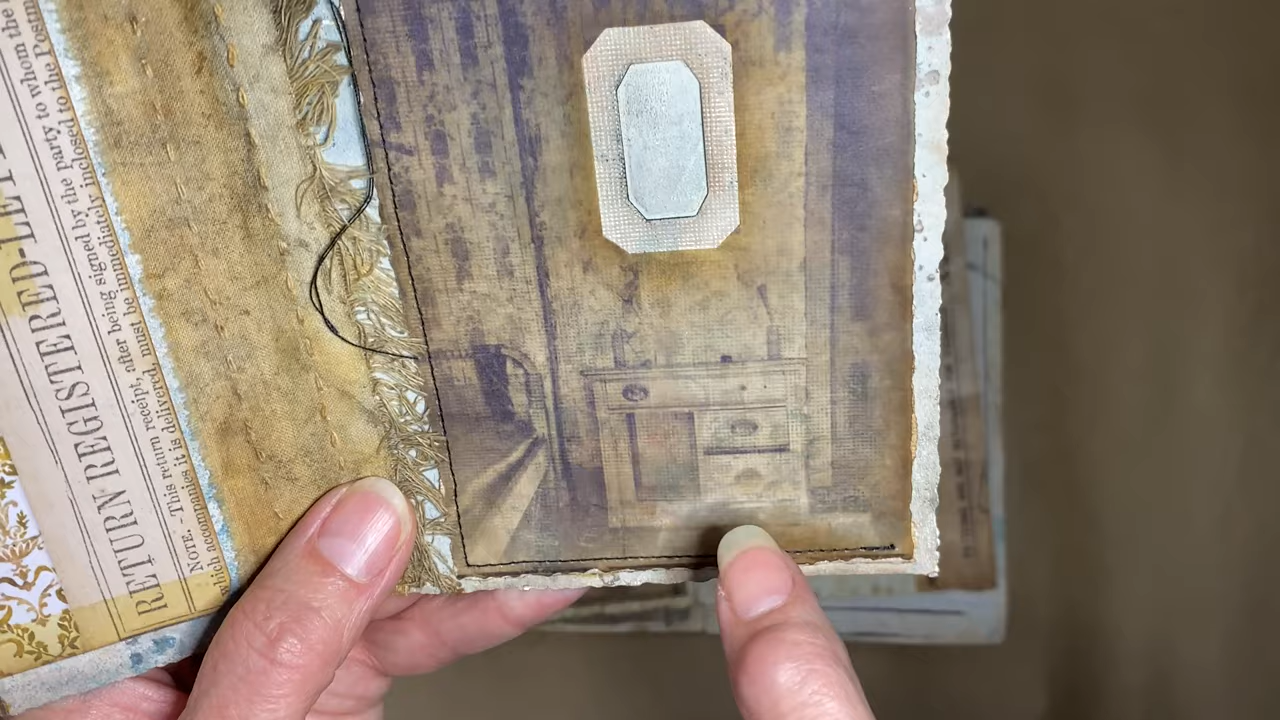 RETURN REGISTERED-LET
NOTE.-This return receipt, after being signed by the party to whom the
which accompanies it is delivered, must be immediately inclosed to the Postm